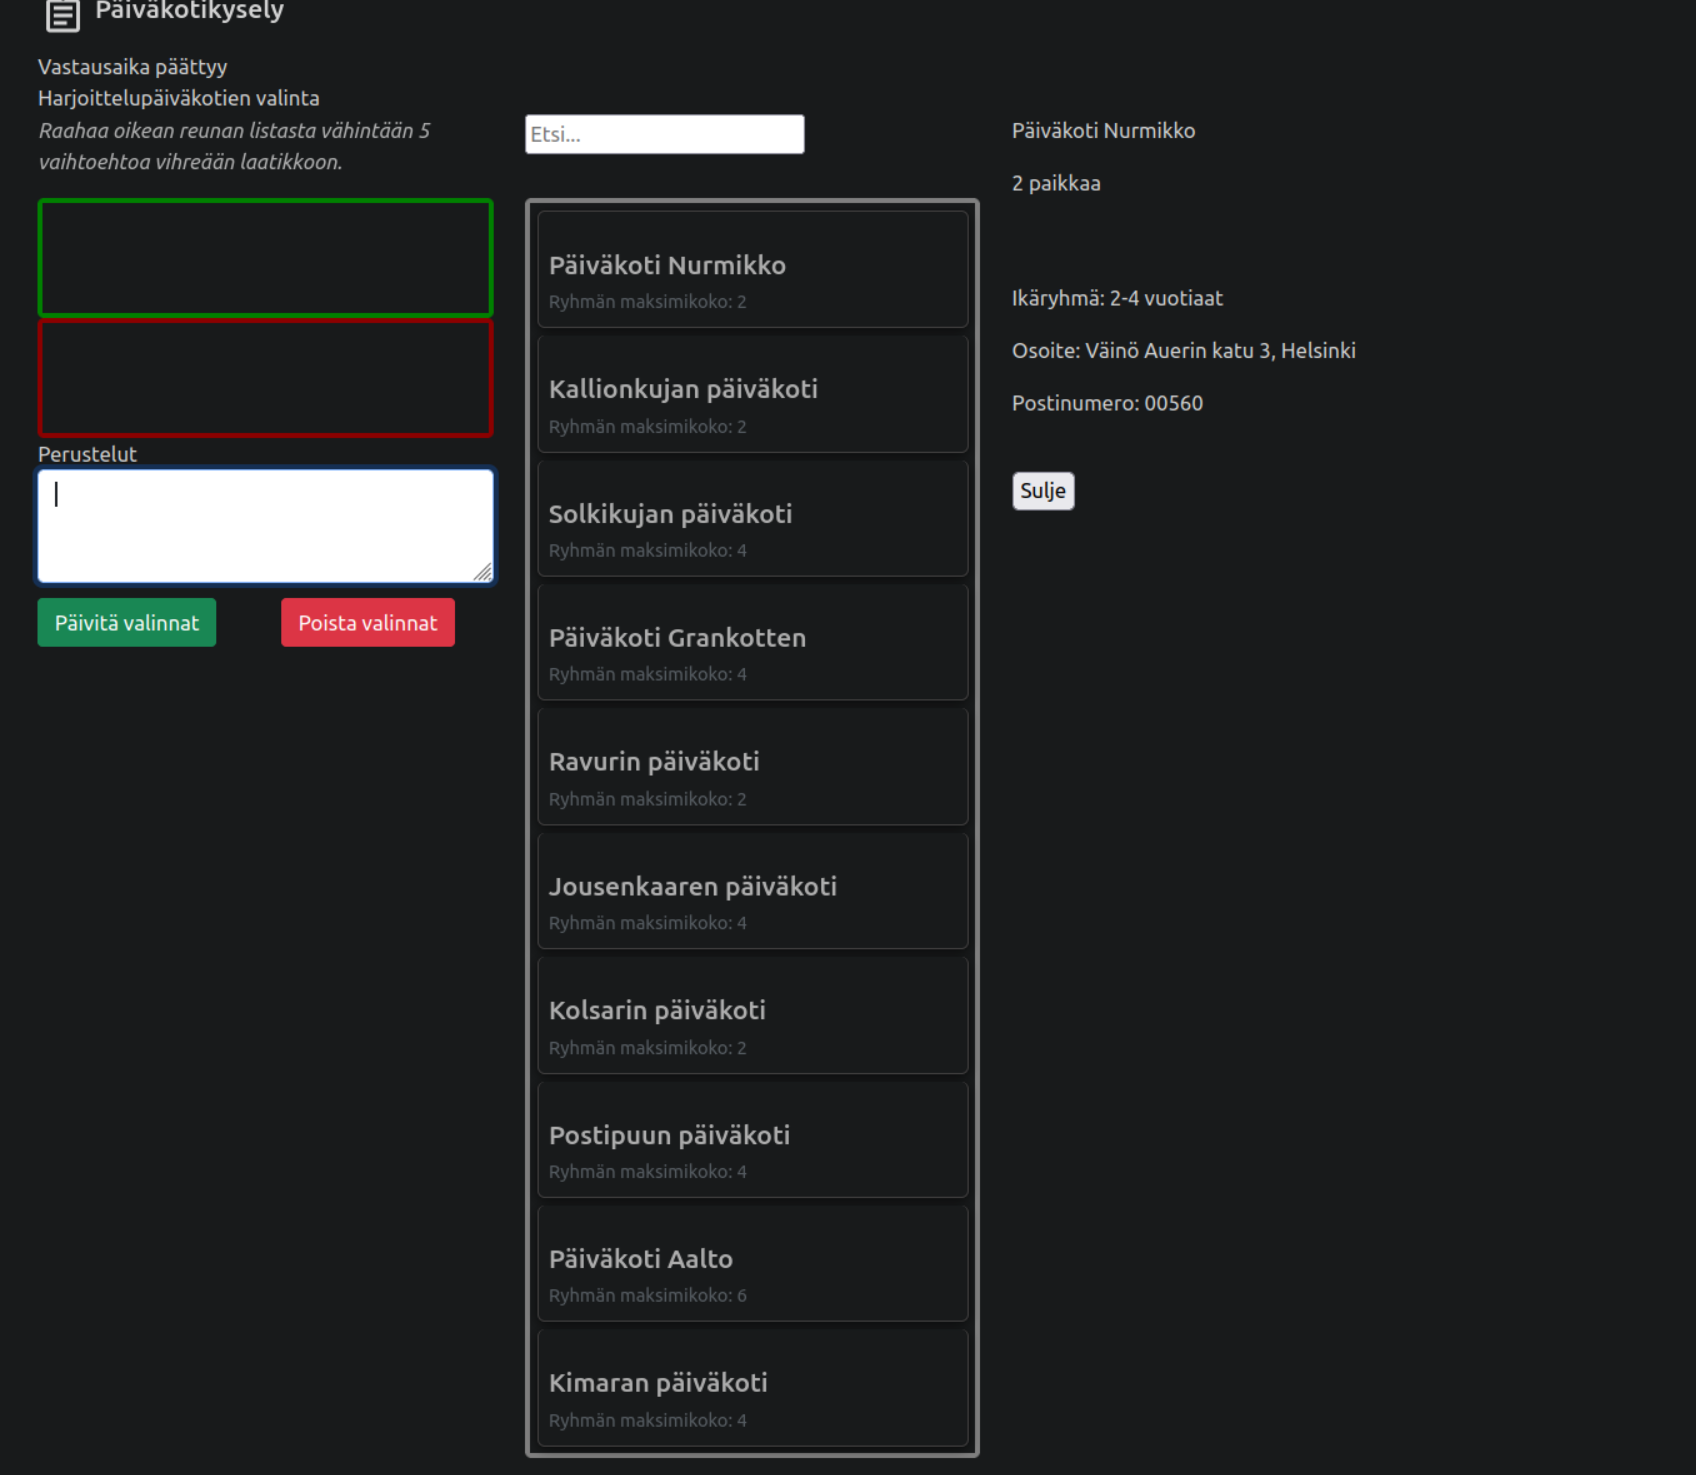 Päiväkotikysely
Vastausaika päättyy
Harjoittelupäiväkotien valinta
Raahaa oikean reunan listasta vähintään 5
vaihtoehtoa vihreään laatikkoon.
Perustelut
Päivitä valinnat
Poista valinnat
Etsi...
Päiväkoti Nurmikko
Ryhmän maksimikoko: 2
Kallionkujan päiväkoti
Ryhmän maksimikoko: 2
Solkikujan päiväkoti
Ryhmän maksimikoko: 4
Päiväkoti Grankotten
Ryhmän maksimikoko: 4
Ravurin päiväkoti
Ryhmän maksimikoko: 2
Jousenkaaren päiväkoti
Ryhmän maksimikoko: 4
Kolsarin päiväkoti
Ryhmän maksimikoko: 2
Postipuun päiväkoti
Ryhmän maksimikoko: 4
Päiväkoti Aalto
Ryhmän maksimikoko: 6
Kimaran päiväkoti
Ryhmän maksimikoko: 4
Päiväkoti Nurmikko
2 paikkaa
Ikäryhmä: 2-4 vuotiaat
Osoite: Väinö Auerin katu 3, Helsinki
Postinumero: 00560
Sulje